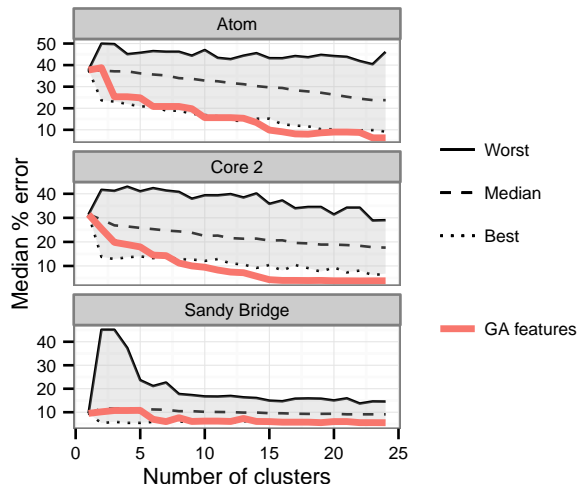 Atom
50
40
30
20
10
Core 2
40
30
20
10
Sandy Bridge
40
30
20
10
0 5 10 15 20 25
Number of clusters
Median % error
Worst
Median
Best
GA features